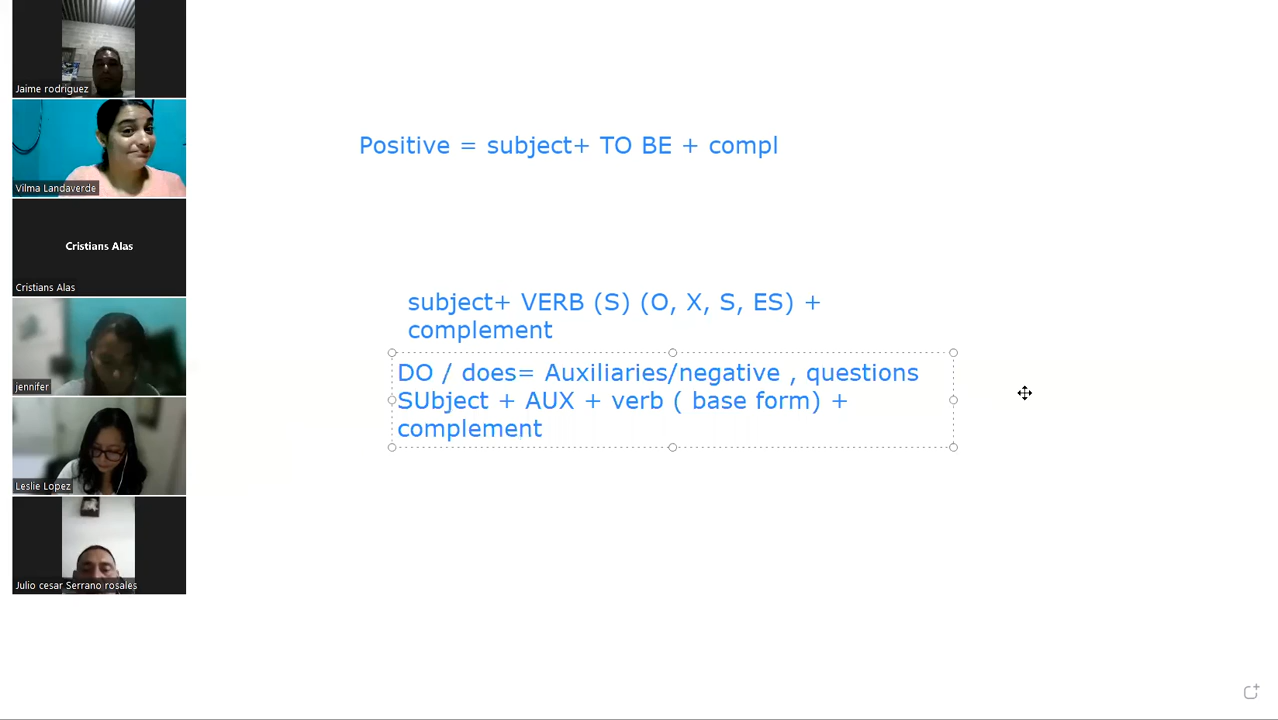 Jaime rodriguez
Vilma Landaverde
Cristians Alas
Cristians Alas
jennifer
Leslie Lopez
Julio cesar Serrano rosales
Positive = subject+ TO BE + compl
subject+ VERB (S) (O, X, S, ES) +
complement
DO / does= Auxiliaries/negative , questions
SUbject + AUX + verb ( base form) +
complement